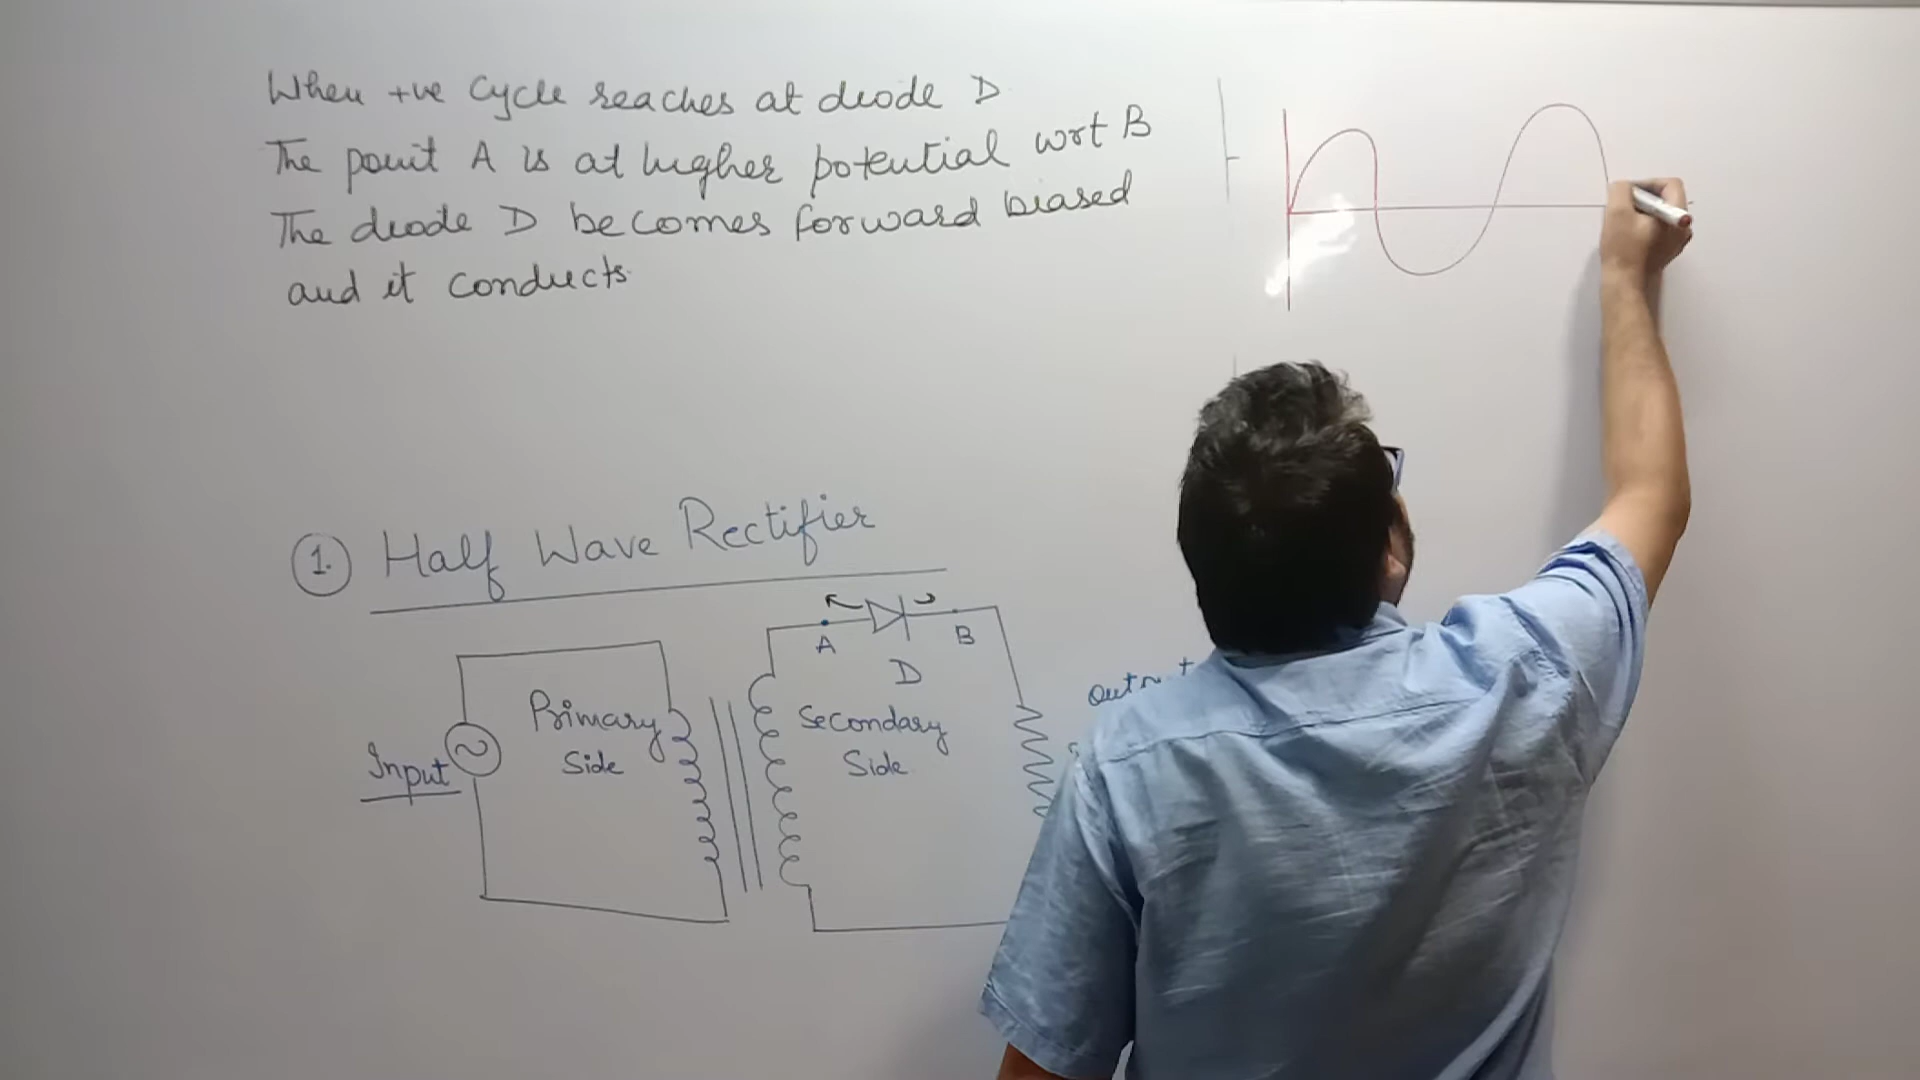 When +ve Cycle reaches at diode D
The point A is at higher potential wrt B
The diode D becomes forward biased
and it conducts.
1. Half Wave Rectifier
A
B
D
Primary
Side
Secondary
Side
Input